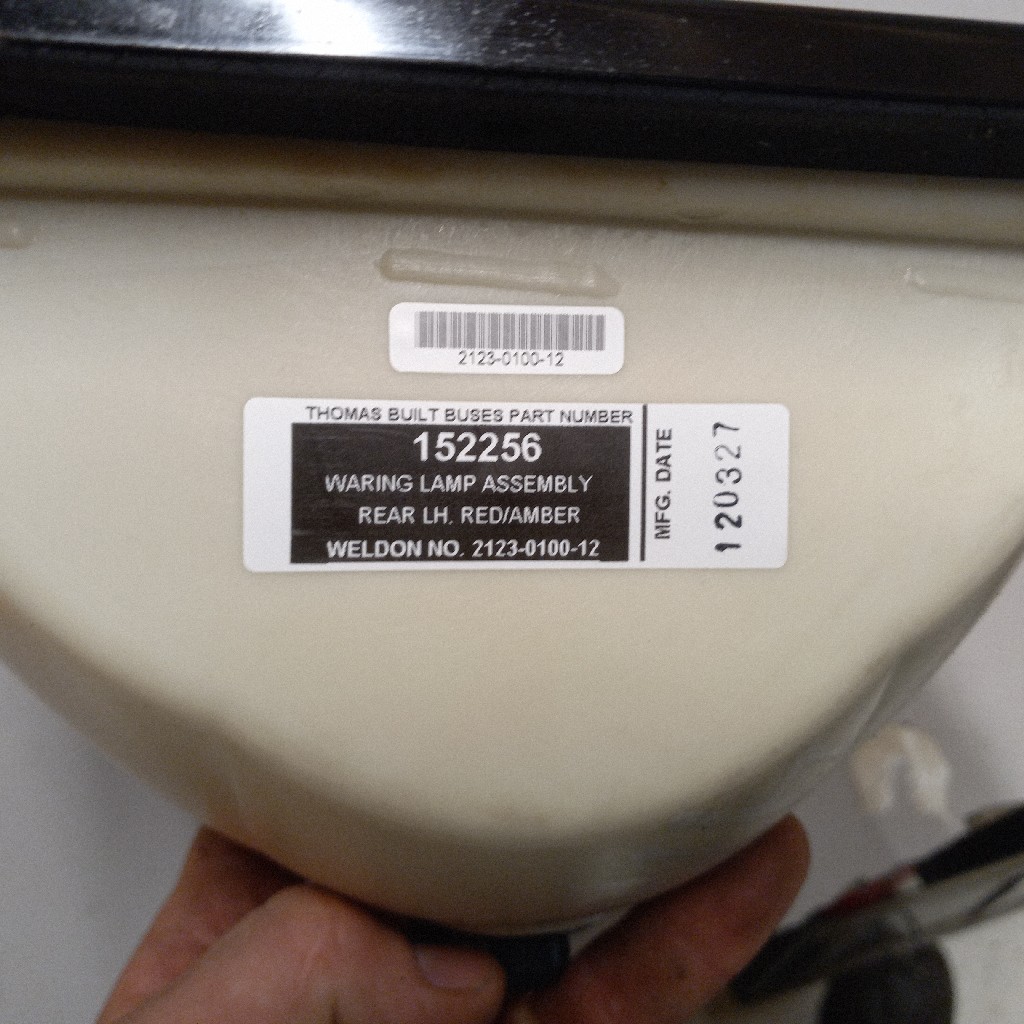 2123-0100-12
THOMAS BUILT BUSES PART NUMBER
152256
WARING LAMP ASSEMBLY
REAR LH. RED/AMBER
WELDON NO. 2123-0100-12
MFG. DATE
120327